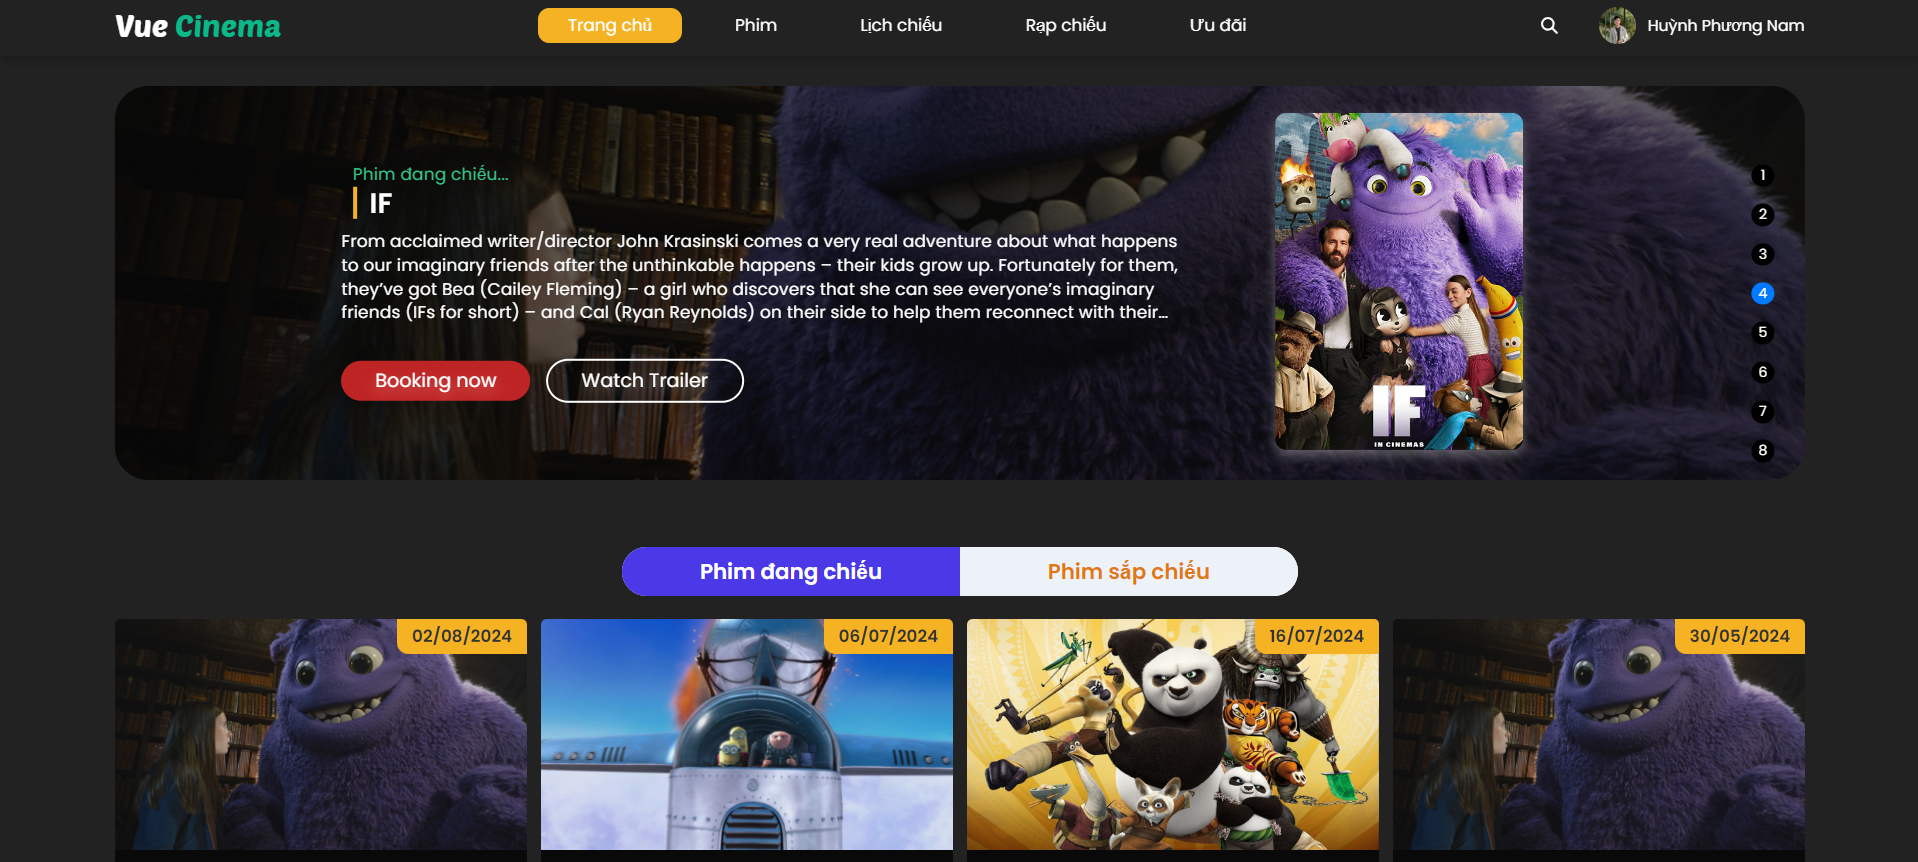 Vue Cinema
Trang chủ
Phim
Lịch chiếu
Rạp chiếu
Ưu đãi
Huỳnh Phương Nam
Phim đang chiếu...
IF
From acclaimed writer/director John Krasinski comes a very real adventure about what happens
to our imaginary friends after the unthinkable happens – their kids grow up. Fortunately for them,
they’ve got Bea (Cailey Fleming) – a girl who discovers that she can see everyone’s imaginary
friends (IFs for short) – and Cal (Ryan Reynolds) on their side to help them reconnect with their...
Booking now
Watch Trailer
IF
IN CINEMAS
1
2
3
4
5
6
7
8
Phim đang chiếu
Phim sắp chiếu
02/08/2024
06/07/2024
16/07/2024
30/05/2024